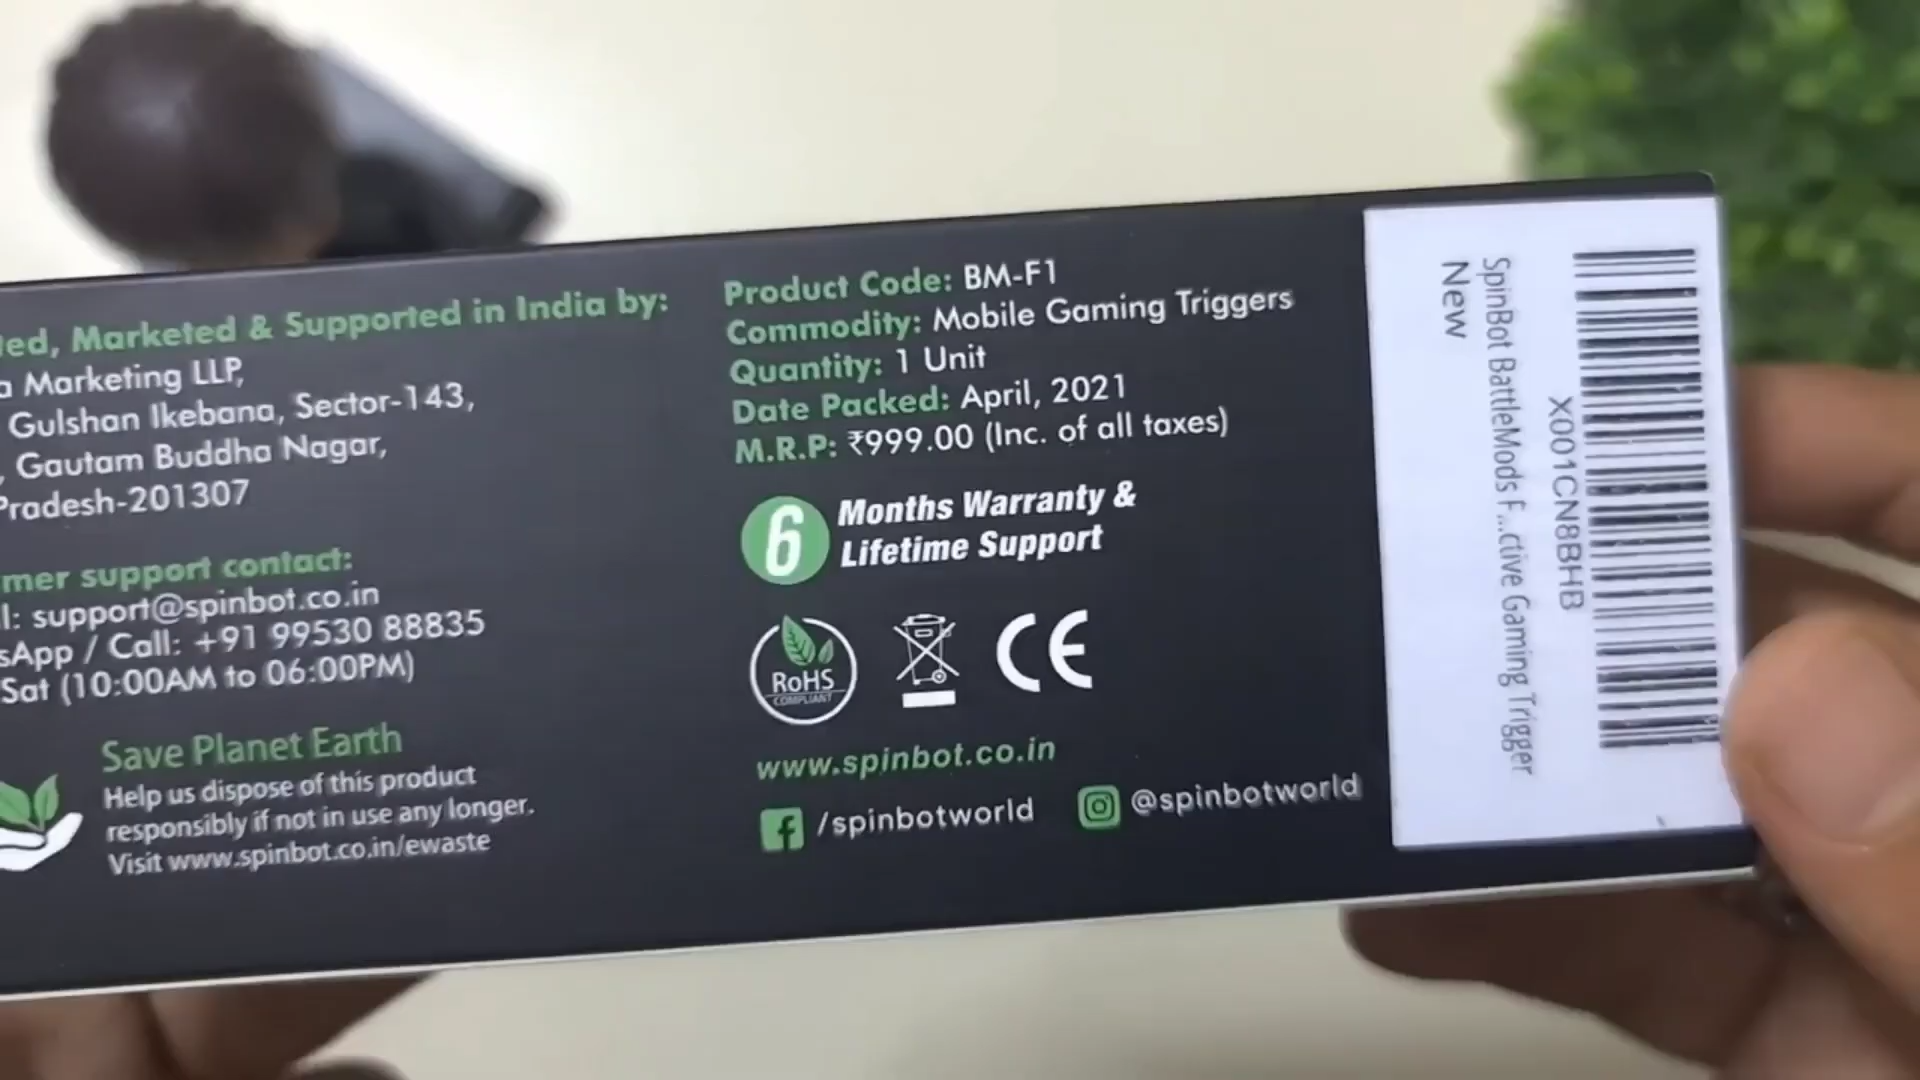 ted, Marketed & Supported in India by:
a Marketing LLP,
Gulshan Ikebana, Sector-143,
, Gautam Buddha Nagar,
Pradesh-201307
mer support contact:
l: support@spinbot.co.in
sApp / Call: +91 99530 88835
Sat (10:00AM to 06:00PM)
Save Planet Earth
Help us dispose of this product
responsibly if not in use any longer.
Visit www.spinbot.co.in/ewaste
Product Code: BM-F1
Commodity: Mobile Gaming Triggers
Quantity: 1 Unit
Date Packed: April, 2021
M.R.P: ₹999.00 (Inc. of all taxes)
6 Months Warranty &
Lifetime Support
RoHS
COMPLIANT
CE
www.spinbot.co.in
/spinbotworld @spinbotworld
X001CN8BHB
SpinBot BattleMods F...ctive Gaming Trigger
New